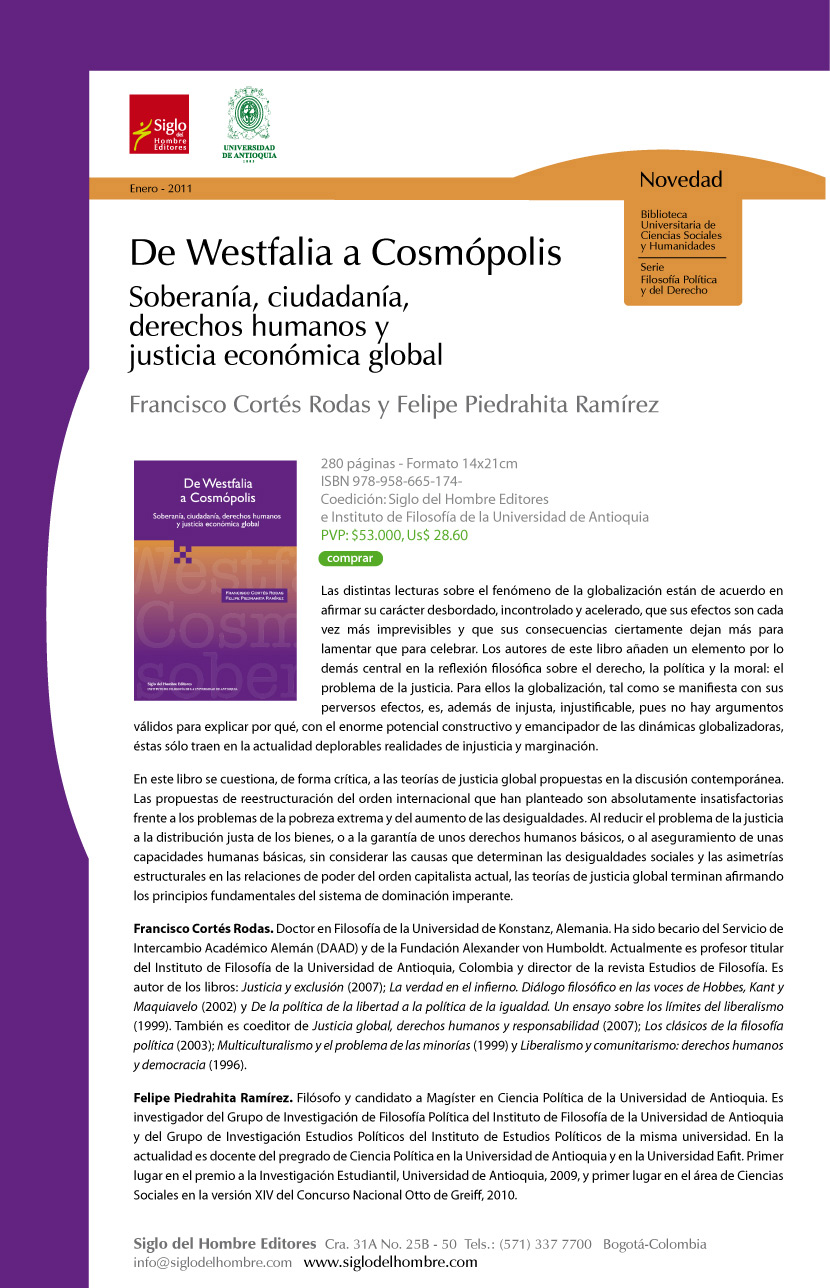 Siglo
del
Hombre
Editores
UNIVERSIDAD
DE ANTIOQUIA
1803
Enero - 2011
Novedad
Biblioteca
Universitaria de
Ciencias Sociales
y Humanidades
Serie
Filosofía Política
y del Derecho
De Westfalia a Cosmópolis
Soberanía, ciudadanía,
derechos humanos y
justicia económica global
Francisco Cortés Rodas y Felipe Piedrahita Ramírez
De Westfalia
a Cosmópolis
Soberanía, ciudadanía, derechos humanos
y justicia económica global
Westfa
Francisco Cortés Rodas
Felipe Piedrahita Ramírez
Cosm
sober
Siglo del Hombre Editores
Instituto de Filosofía de la Universidad de Antioquia
280 páginas - Formato 14x21cm
ISBN 978-958-665-174-
Coedición: Siglo del Hombre Editores
e Instituto de Filosofía de la Universidad de Antioquia
PVP: $53.000, Us$ 28.60
comprar
Las distintas lecturas sobre el fenómeno de la globalización están de acuerdo en
afirmar su carácter desbordado, incontrolado y acelerado, que sus efectos son cada
vez más imprevisibles y que sus consecuencias ciertamente dejan más para
lamentar que para celebrar. Los autores de este libro añaden un elemento por lo
demás central en la reflexión filosófica sobre el derecho, la política y la moral: el
problema de la justicia. Para ellos la globalización, tal como se manifiesta con sus
perversos efectos, es, además de injusta, injustificable, pues no hay argumentos
válidos para explicar por qué, con el enorme potencial constructivo y emancipador de las dinámicas globalizadoras,
éstas sólo traen en la actualidad deplorables realidades de injusticia y marginación.
En este libro se cuestiona, de forma crítica, a las teorías de justicia global propuestas en la discusión contemporánea.
Las propuestas de reestructuración del orden internacional que han planteado son absolutamente insatisfactorias
frente a los problemas de la pobreza extrema y del aumento de las desigualdades. Al reducir el problema de la justicia
a la distribución justa de los bienes, o a la garantía de unos derechos humanos básicos, o al aseguramiento de unas
capacidades humanas básicas, sin considerar las causas que determinan las desigualdades sociales y las asimetrías
estructurales en las relaciones de poder del orden capitalista actual, las teorías de justicia global terminan afirmando
los principios fundamentales del sistema de dominación imperante.
Francisco Cortés Rodas. Doctor en Filosofía de la Universidad de Konstanz, Alemania. Ha sido becario del Servicio de
Intercambio Académico Alemán (DAAD) y de la Fundación Alexander von Humboldt. Actualmente es profesor titular
del Instituto de Filosofía de la Universidad de Antioquia, Colombia y director de la revista Estudios de Filosofía. Es
autor de los libros: Justicia y exclusión (2007); La verdad en el infierno. Diálogo filosófico en las voces de Hobbes, Kant y
Maquiavelo (2002) y De la política de la libertad a la política de la igualdad. Un ensayo sobre los límites del liberalismo
(1999). También es coeditor de Justicia global, derechos humanos y responsabilidad (2007); Los clásicos de la filosofía
política (2003); Multiculturalismo y el problema de las minorías (1999) y Liberalismo y comunitarismo: derechos humanos
y democracia (1996).
Felipe Piedrahita Ramírez. Filósofo y candidato a Magíster en Ciencia Política de la Universidad de Antioquia. Es
investigador del Grupo de Investigación de Filosofía Política del Instituto de Filosofía de la Universidad de Antioquia
y del Grupo de Investigación Estudios Políticos del Instituto de Estudios Políticos de la misma universidad. En la
actualidad es docente del pregrado de Ciencia Política en la Universidad de Antioquia y en la Universidad Eafit. Primer
lugar en el premio a la Investigación Estudiantil, Universidad de Antioquia, 2009, y primer lugar en el área de Ciencias
Sociales en la versión XIV del Concurso Nacional Otto de Greiff, 2010.
Siglo del Hombre Editores Cra. 31A No. 25B - 50 Tels.: (571) 337 7700 Bogotá-Colombia
info@siglodelhombre.com www.siglodelhombre.com